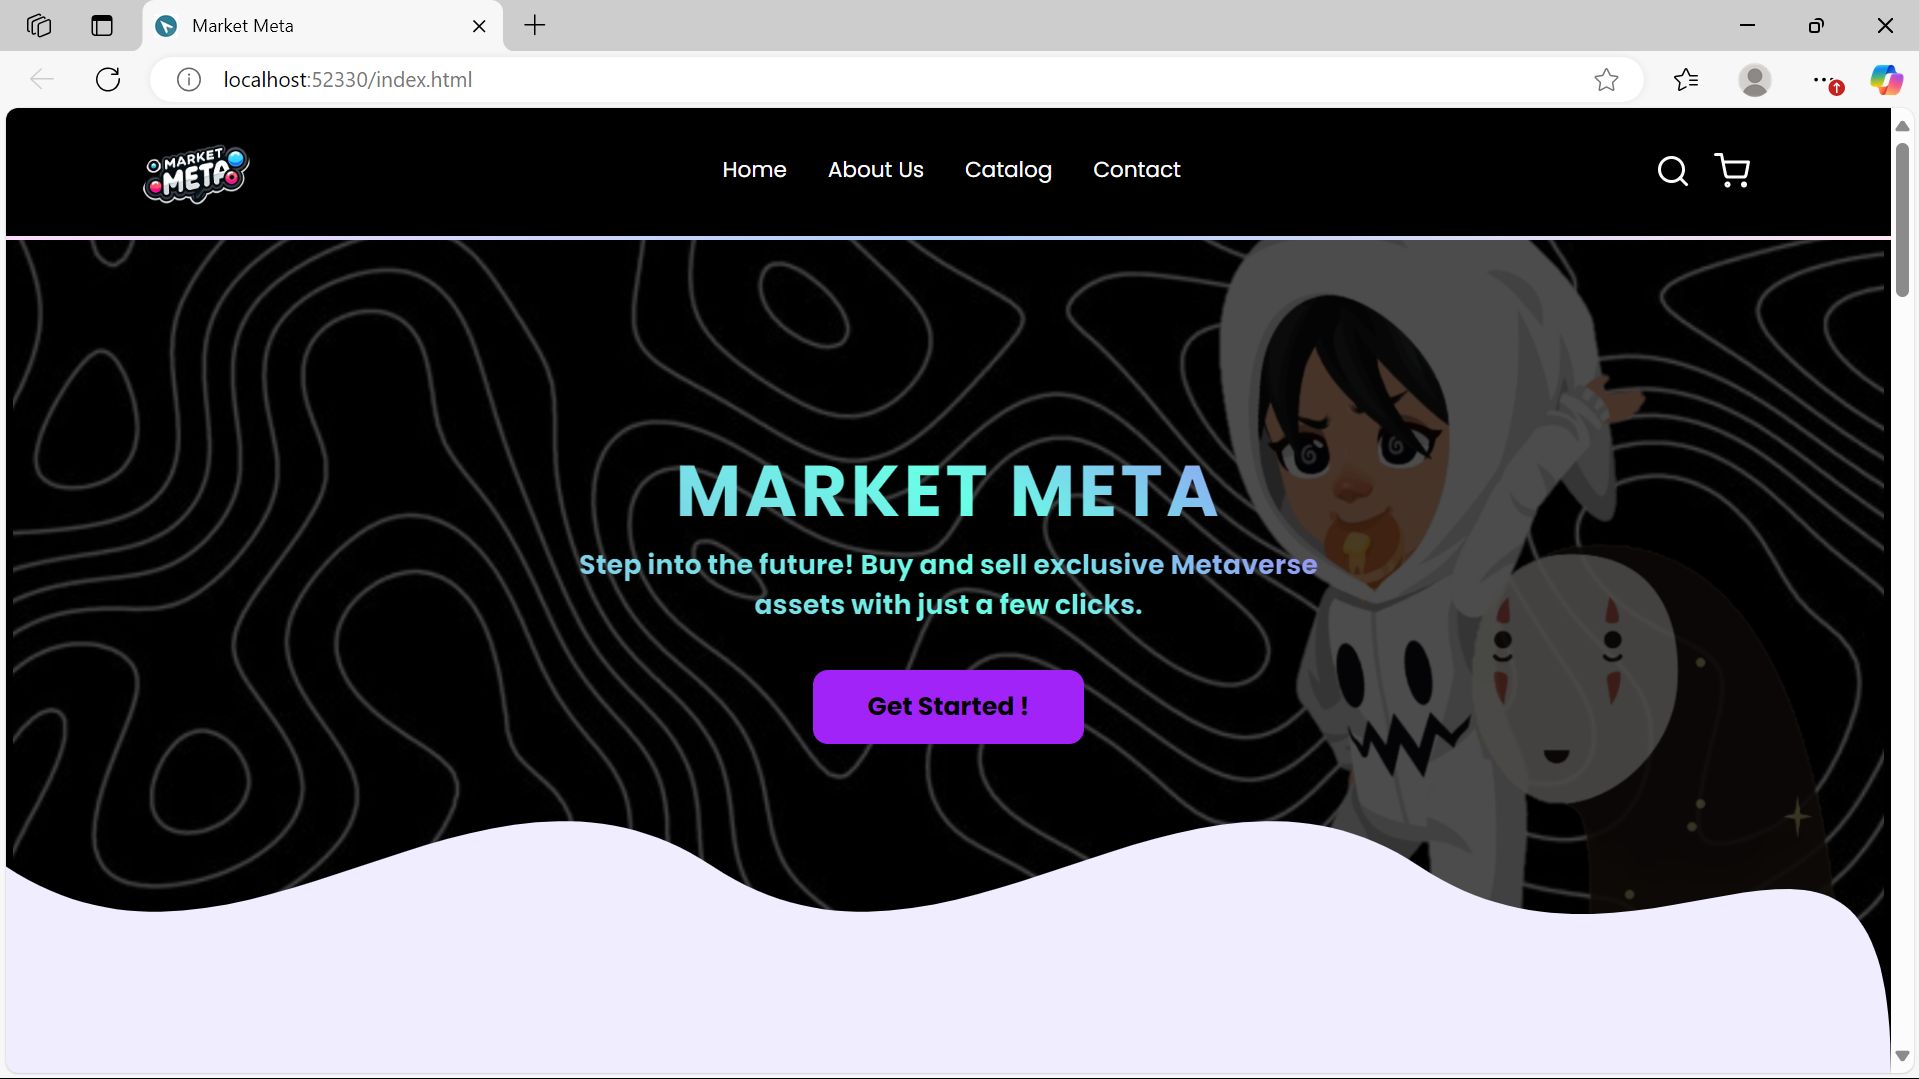 Market Meta
localhost:52330/index.html
MARKET
META
Home About Us Catalog Contact
MARKET META
Step into the future! Buy and sell exclusive Metaverse
assets with just a few clicks.
Get Started !